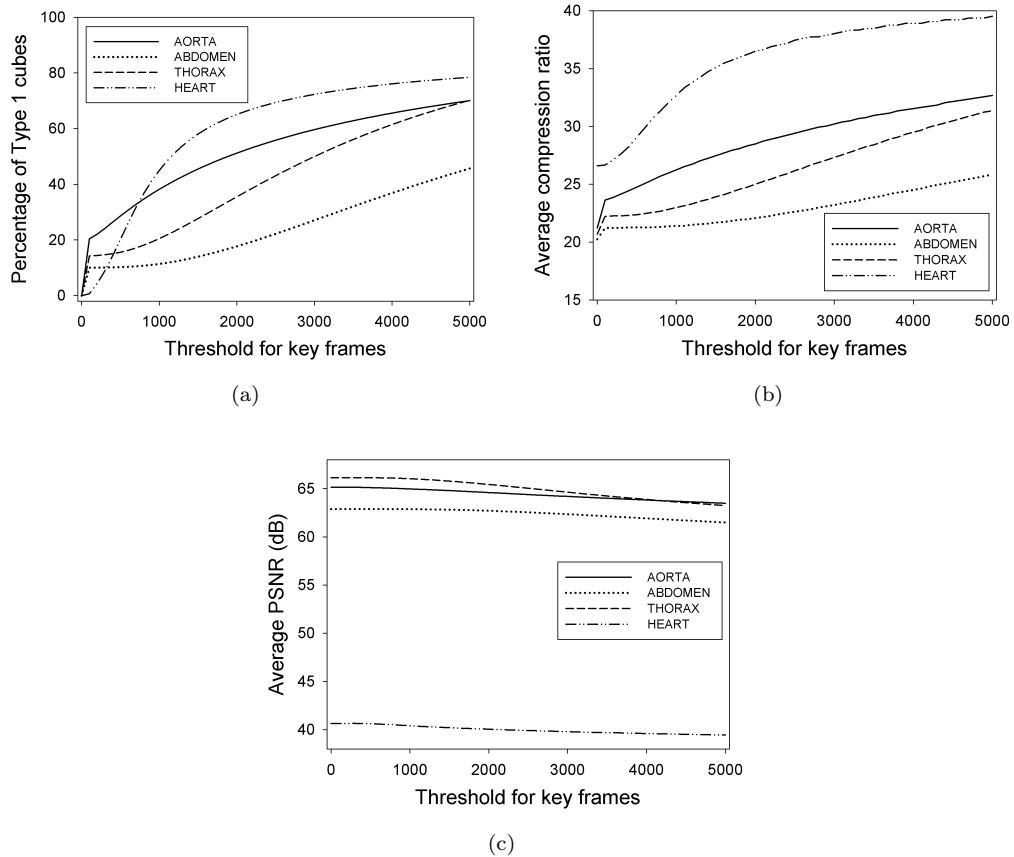 100
80
60
40
20
0
Percentage of Type 1 cubes
AORTA
ABDOMEN
THORAX
HEART
0 1000 2000 3000 4000 5000
Threshold for key frames
(a)
40
35
30
25
20
15
Average compression ratio
AORTA
ABDOMEN
THORAX
HEART
0 1000 2000 3000 4000 5000
Threshold for key frames
(b)
65
60
55
50
45
40
Average PSNR (dB)
AORTA
ABDOMEN
THORAX
HEART
0 1000 2000 3000 4000 5000
Threshold for key frames
(c)